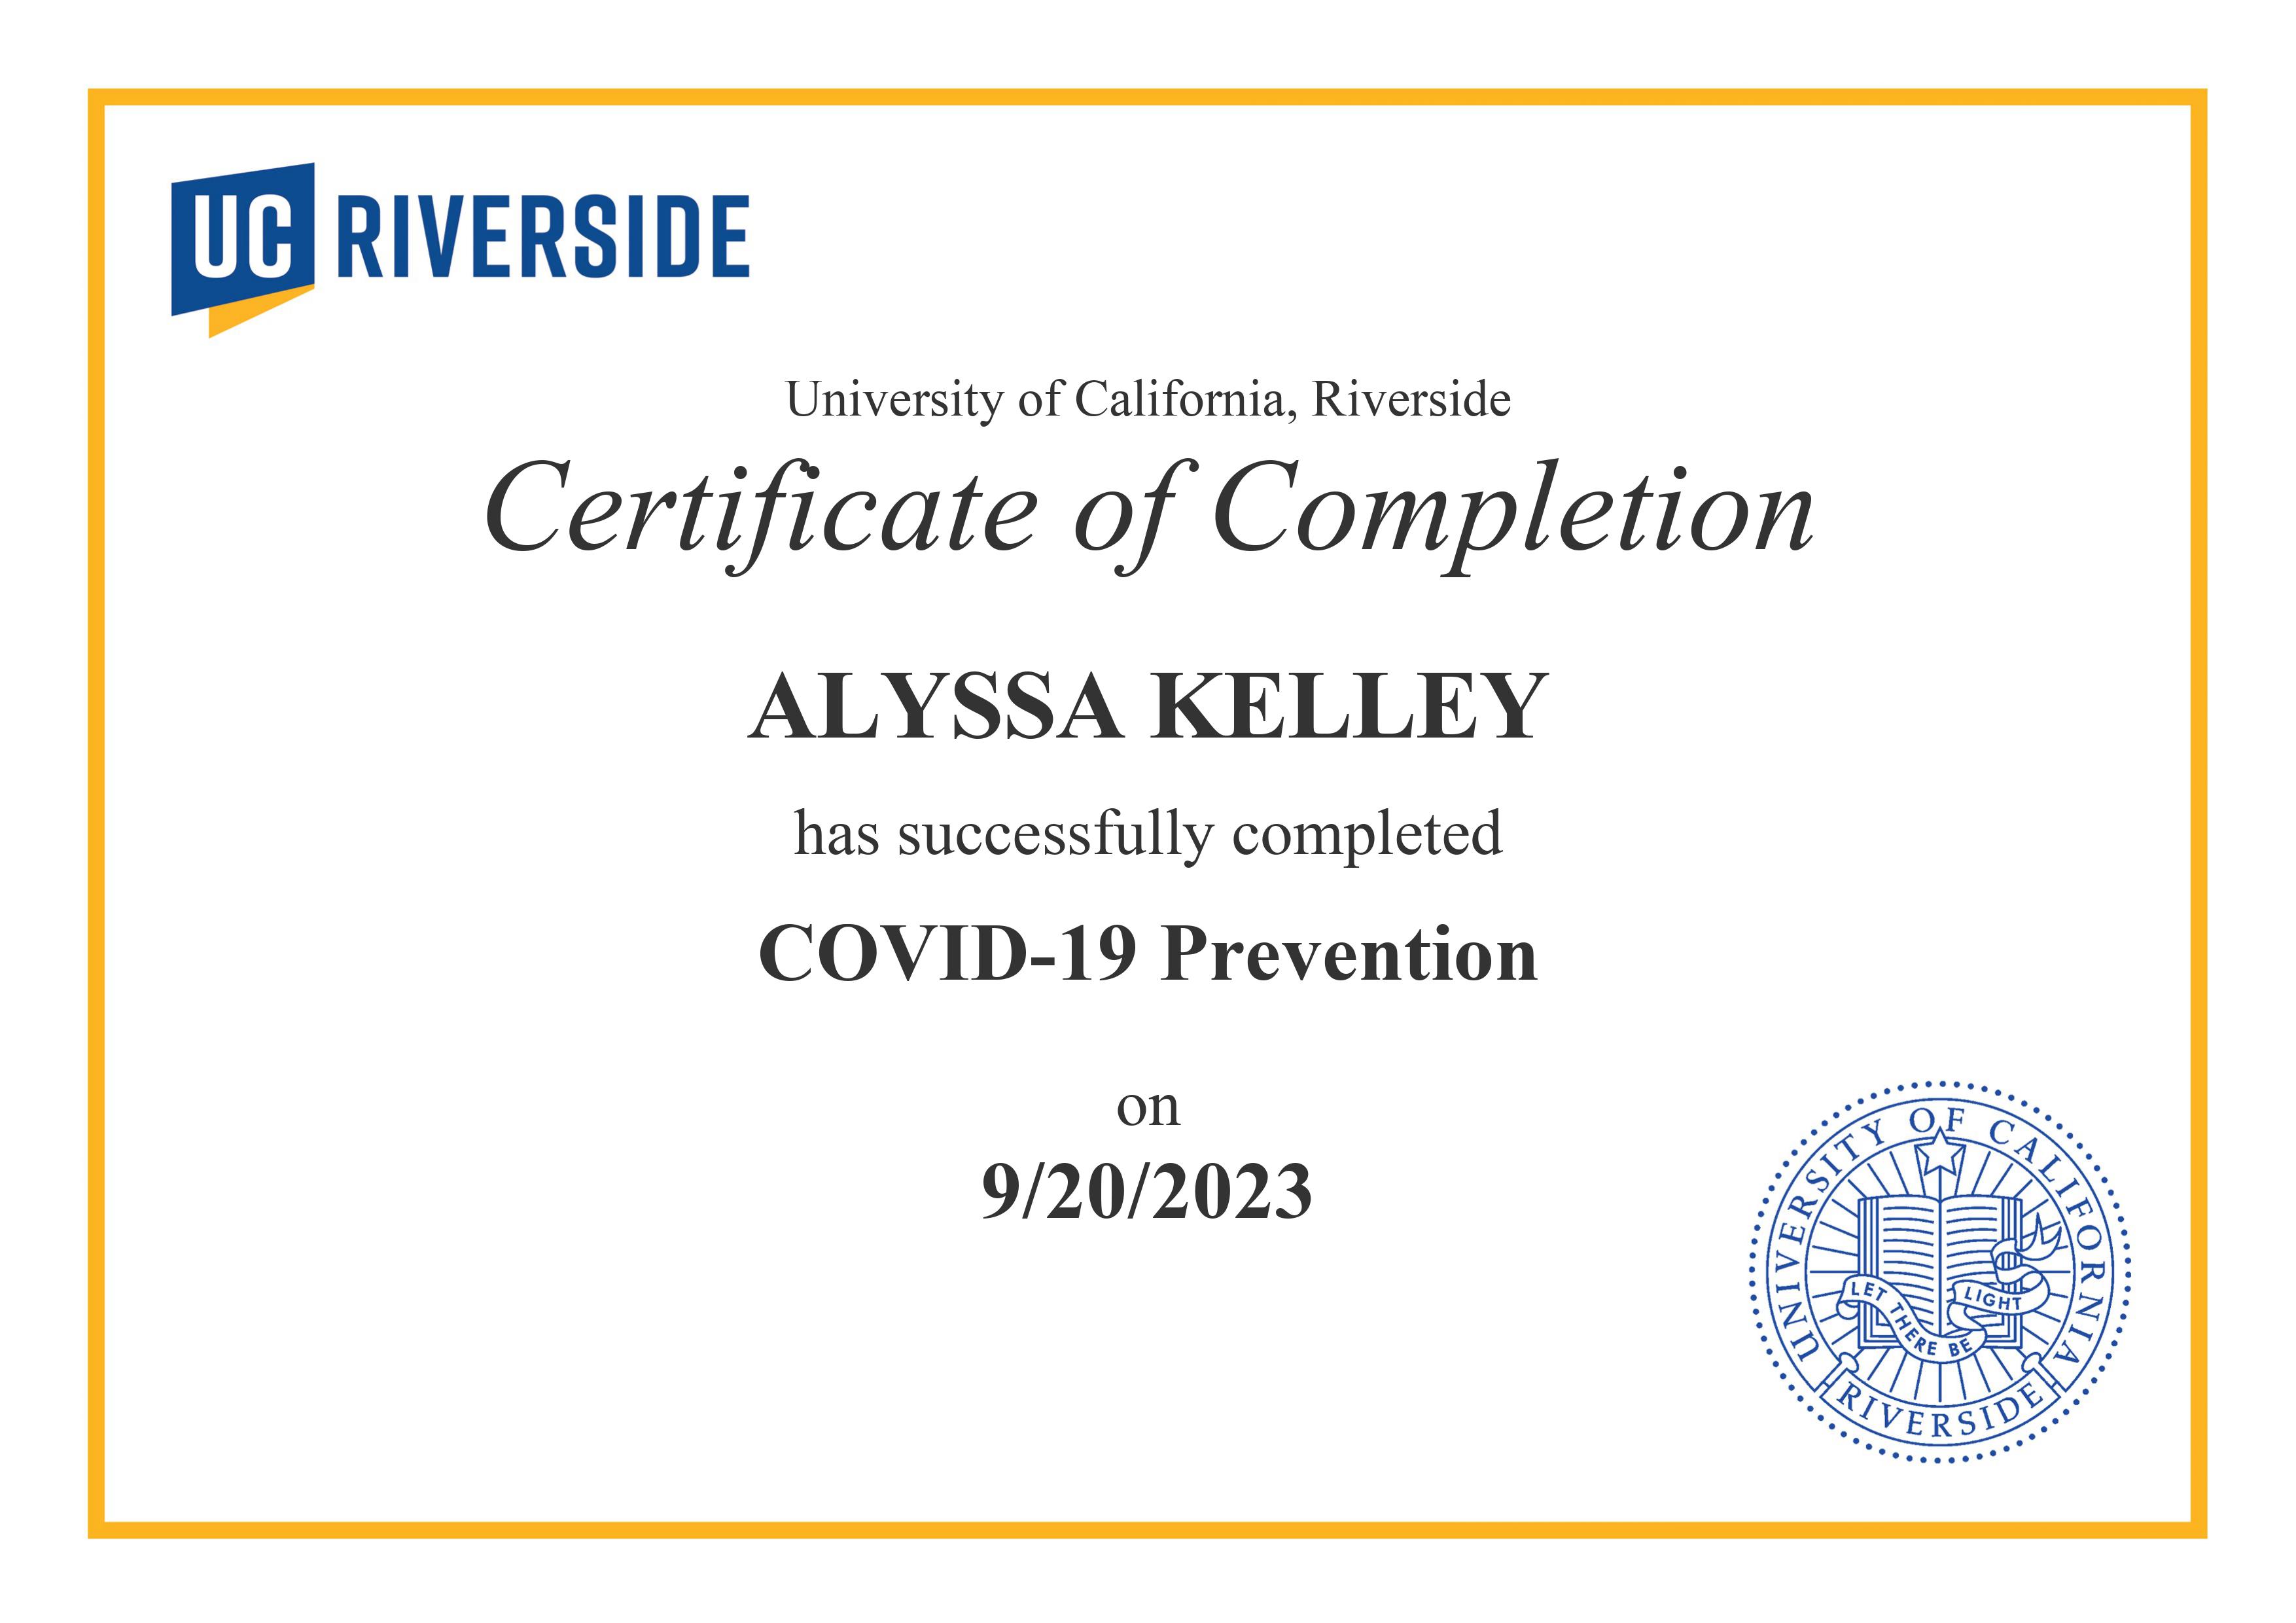 UC RIVERSIDE
University of California, Riverside
Certificate of Completion
ALYSSA KELLEY
has successfully completed
COVID-19 Prevention
on
9/20/2023
UNIVERSITY OF CALIFORNIA
LET THERE BE LIGHT
RIVERSIDE